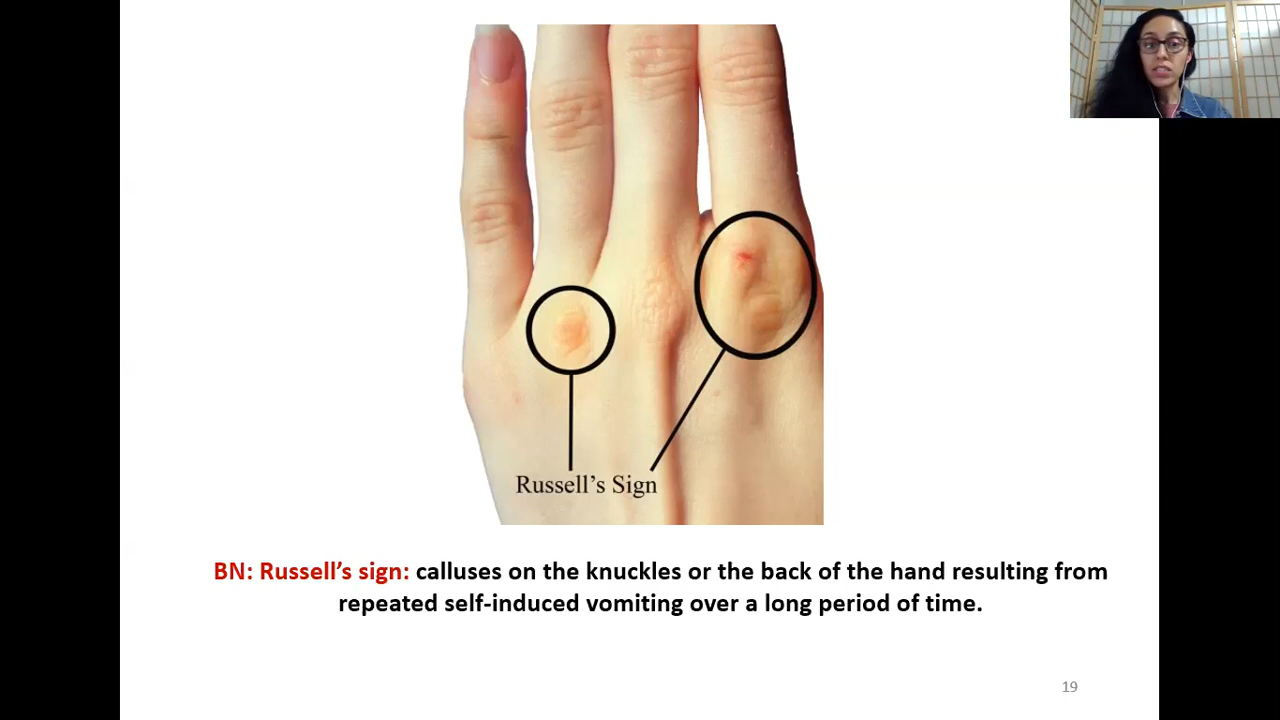 Russell’s Sign
BN: Russell’s sign: calluses on the knuckles or the back of the hand resulting from
repeated self-induced vomiting over a long period of time.
19